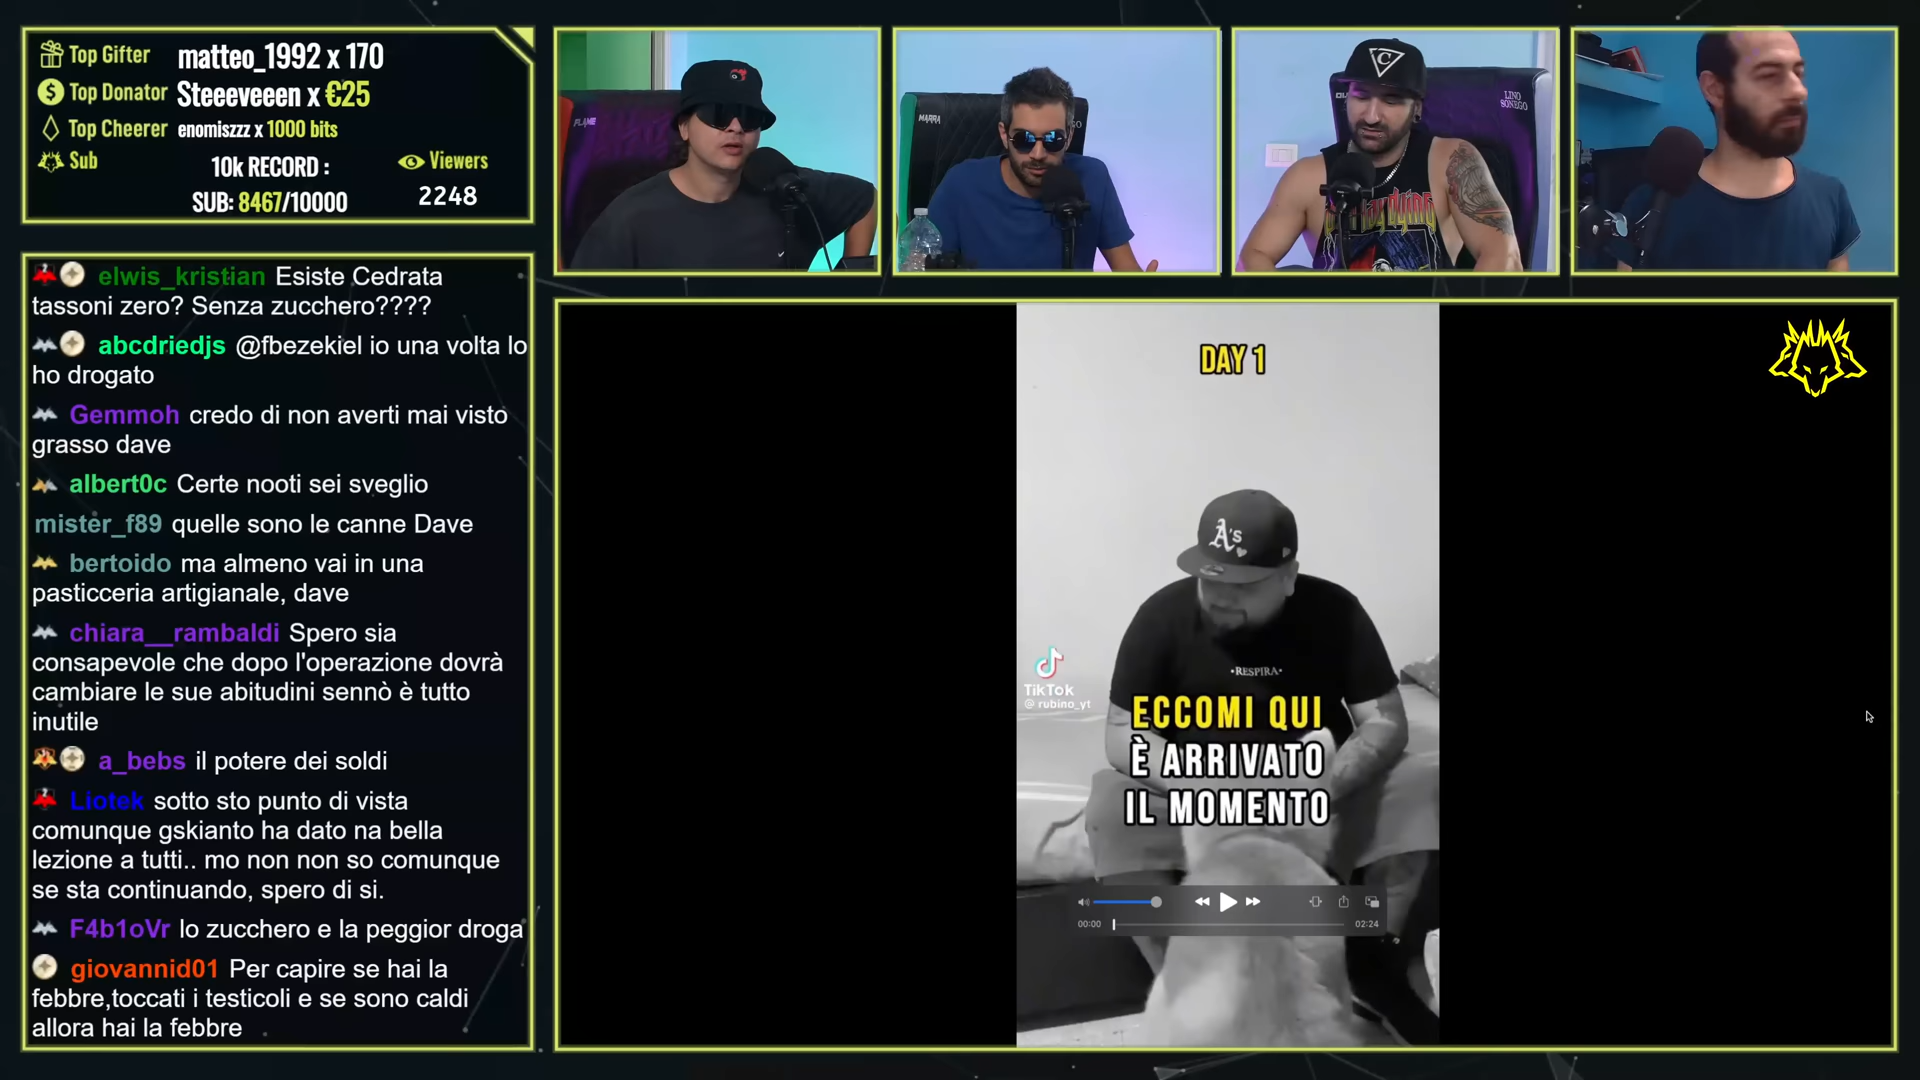 Top Gifter matteo_1992 x 170
Top Donator Steeeveeen x €25
Top Cheerer enomiszzz x 1000 bits
Sub 10k RECORD :
SUB: 8467/10000
Viewers
2248
elwis_kristian Esiste Cedrata
tassoni zero? Senza zucchero????
abcdriedjs @fbezekiel io una volta lo
ho drogato
Gemmoh credo di non averti mai visto
grasso dave
albert0c Certe nooti sei sveglio
mister_f89 quelle sono le canne Dave
bertoido ma almeno vai in una
pasticceria artigianale, dave
chiara__rambaldi Spero sia
consapevole che dopo l'operazione dovrà
cambiare le sue abitudini sennò è tutto
inutile
a_bebs il potere dei soldi
Liotek sotto sto punto di vista
comunque gskianto ha dato na bella
lezione a tutti.. mo non non so comunque
se sta continuando, spero di si.
F4b1oVr lo zucchero e la peggior droga
giovannid01 Per capire se hai la
febbre,toccati i testicoli e se sono caldi
allora hai la febbre
FLAME
MARRA
C
LINO
SONEGO
DAY 1
A's
•RESPIRA•
TikTok
@ rubino_yt
ECCOMI QUI
È ARRIVATO
IL MOMENTO
00:00
02:24